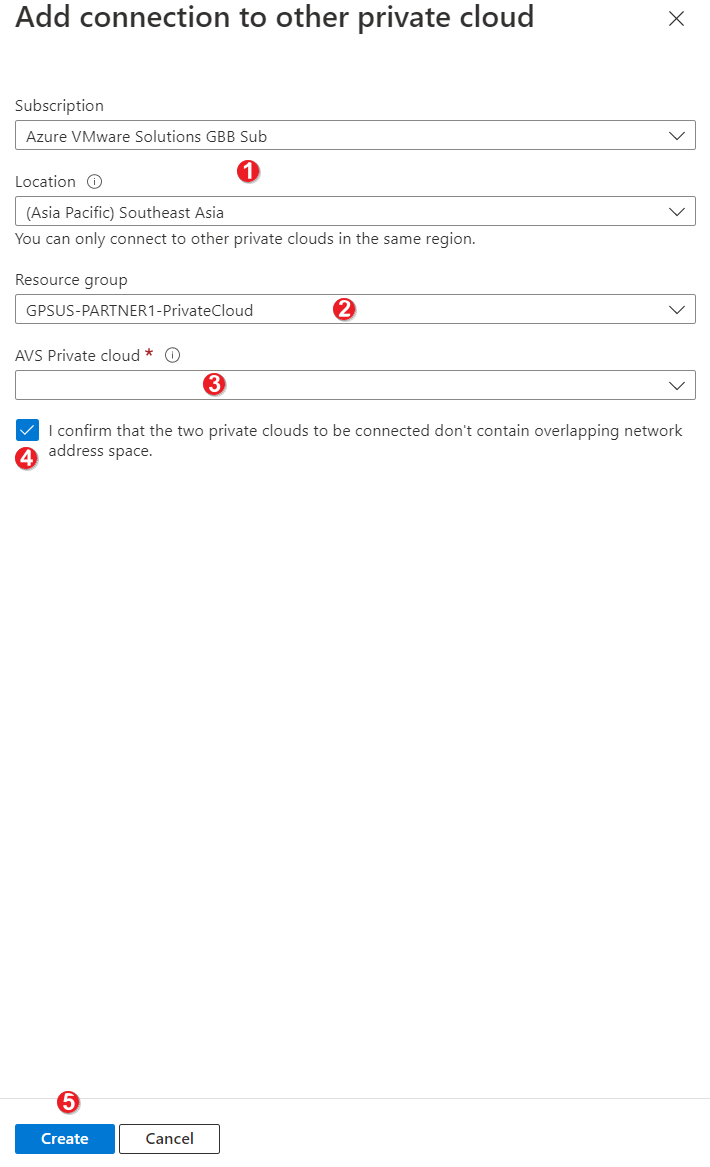 Add connection to other private cloud
Subscription
Azure VMware Solutions GBB Sub
1
Location
(Asia Pacific) Southeast Asia
You can only connect to other private clouds in the same region.
Resource group
GPSUS-PARTNER1-PrivateCloud 2
AVS Private cloud *
3
I confirm that the two private clouds to be connected don't contain overlapping network
4 address space.
5
Create Cancel